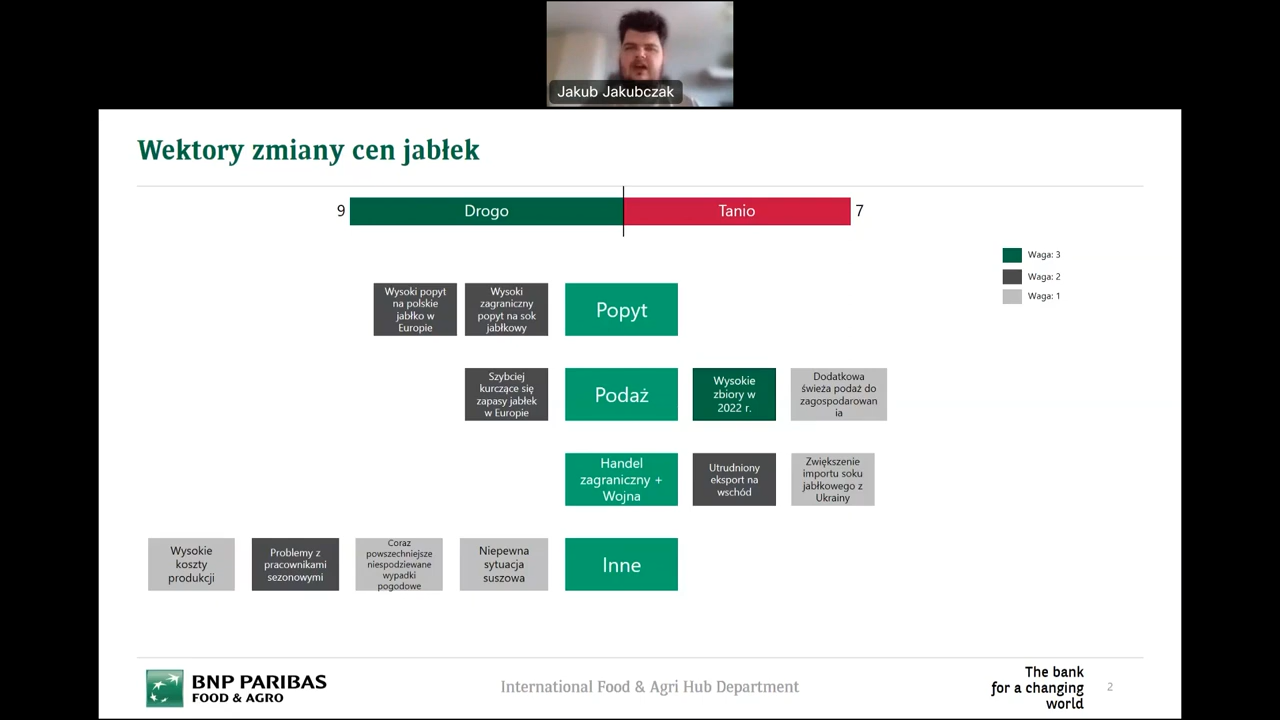 Jakub Jakubczak
Wektory zmiany cen jabłek
9
Drogo
Tanio
7
Waga: 3
Waga: 2
Waga: 1
Wysoki popyt
na polskie
jabłko w
Europie
Wysoki
zagraniczny
popyt na sok
jabłkowy
Popyt
Szybciej
kurczące się
zapasy jabłek
w Europie
Podaż
Wysokie
zbiory w
2022 r.
Dodatkowa
świeża podaż do
zagospodarowan
ia
Handel
zagraniczny +
Wojna
Utrudniony
eksport na
wschód
Zwiększenie
importu soku
jabłkowego z
Ukrainy
Wysokie
koszty
produkcji
Problemy z
pracownikami
sezonowymi
Coraz
powszechniejsze
niespodziewane
wypadki
pogodowe
Niepewna
sytuacja
suszowa
Inne
BNP PARIBAS
FOOD & AGRO
International Food & Agri Hub Department
The bank
for a changing
world
2